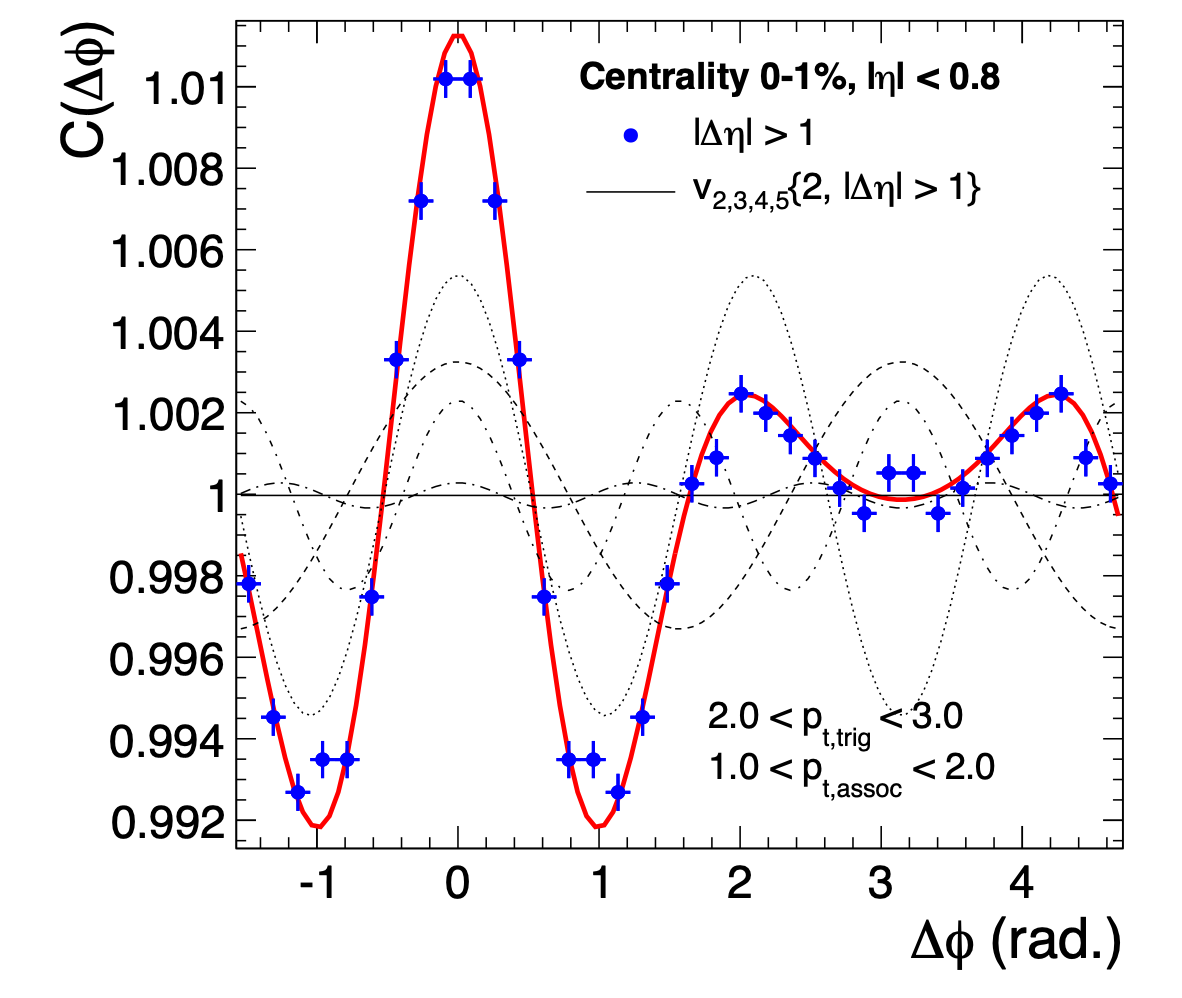 C(Δϕ)
1.01
1.008
1.006
1.004
1.002
1
0.998
0.996
0.994
0.992
Centrality 0-1%, |η| < 0.8
|Δη| > 1
v2,3,4,5{2, |Δη| > 1}
2.0 < pt,trig < 3.0
1.0 < pt,assoc < 2.0
-1 0 1 2 3 4
Δϕ (rad.)